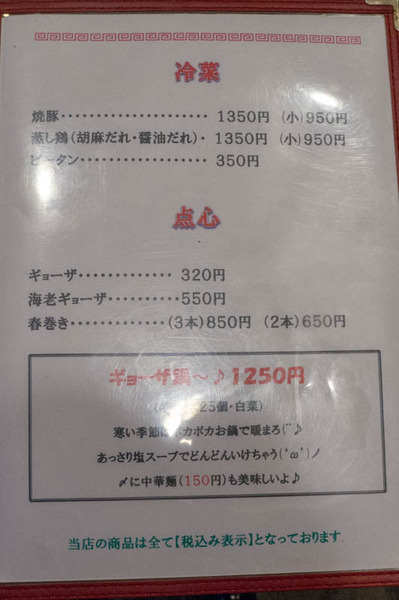 冷菜
焼豚・・・・・・・・・・・・・・・・・・・・・・ 1350円 (小)950円
蒸し鶏(胡麻だれ・醤油だれ)・ 1350円 (小)950円
ピータン・・・・・・・・・・・・・・・・・・ 350円
点心
ギョーザ・・・・・・・・・・・・・ 320円
海老ギョーザ・・・・・・・・・550円
春巻き・・・・・・・・・・・・・(3本)850円 (2本)650円
ギョーザ鍋～♪1250円
25個・白菜)
寒い季節は カポカお鍋で暖まろ(¨♪
あっさり塩スープでどんどんいけちゃう('ω')ノ
〆に中華麺(150円)も美味しいよ♪
当店の商品は全て【税込み表示】となっております